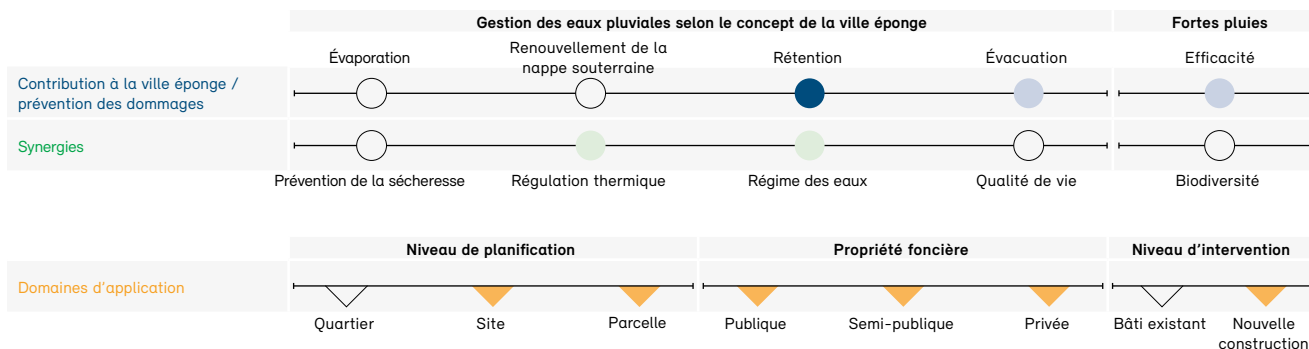 Gestion des eaux pluviales selon le concept de la ville éponge
Fortes pluies
Évaporation
Renouvellement de la
nappe souterraine
Rétention
Évacuation
Efficacité
Contribution à la ville éponge /
prévention des dommages
Synergies
Prévention de la sécheresse
Régulation thermique
Régime des eaux
Qualité de vie
Biodiversité
Niveau de planification
Propriété foncière
Niveau d'intervention
Domaines d'application
Quartier
Site
Parcelle
Publique
Semi-publique
Privée
Bâti existant
Nouvelle
construction